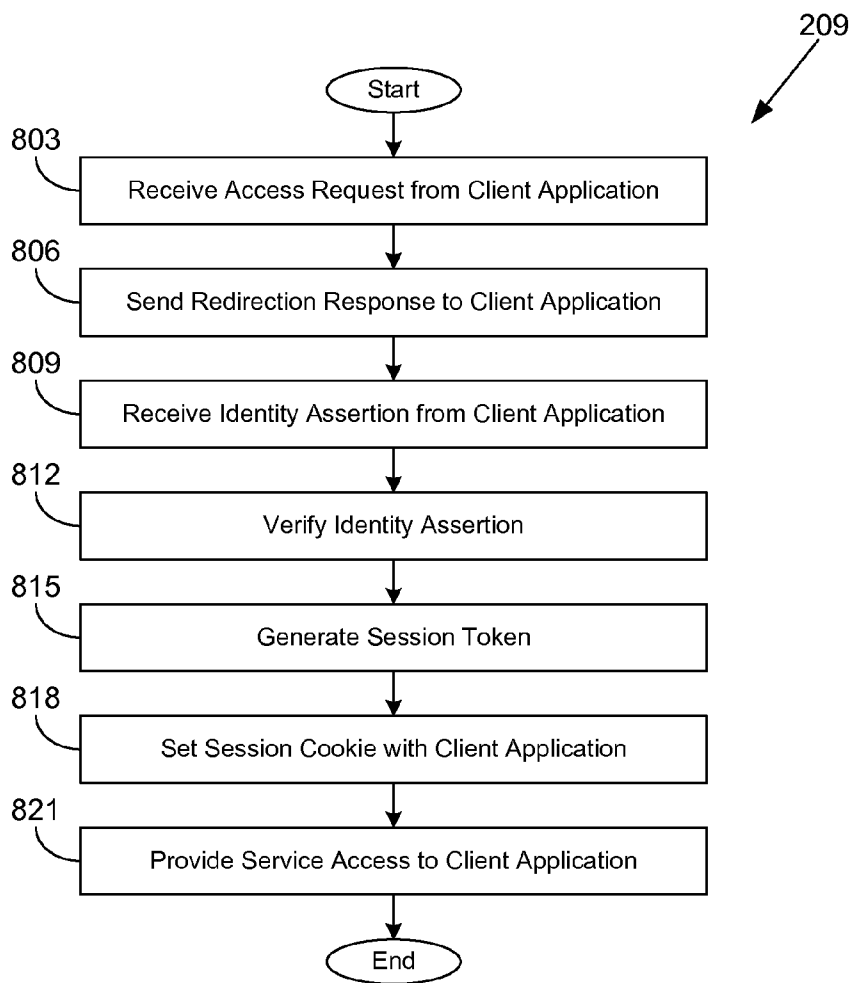 209
Start
803
Receive Access Request from Client Application
806
Send Redirection Response to Client Application
809
Receive Identity Assertion from Client Application
812
Verify Identity Assertion
815
Generate Session Token
818
Set Session Cookie with Client Application
821
Provide Service Access to Client Application
End